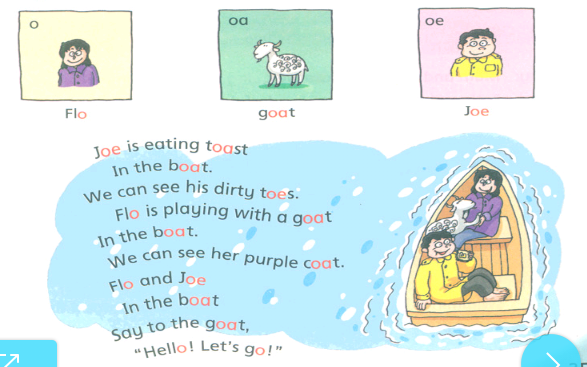 o
oa
oe
Flo
goat
Joe
Joe is eating toast
In the boat.
We can see his dirty toes.
Flo is playing with a goat
In the boat.
We can see her purple coat.
Flo and Joe
In the boat
Say to the goat,
“Hello! Let's go!”